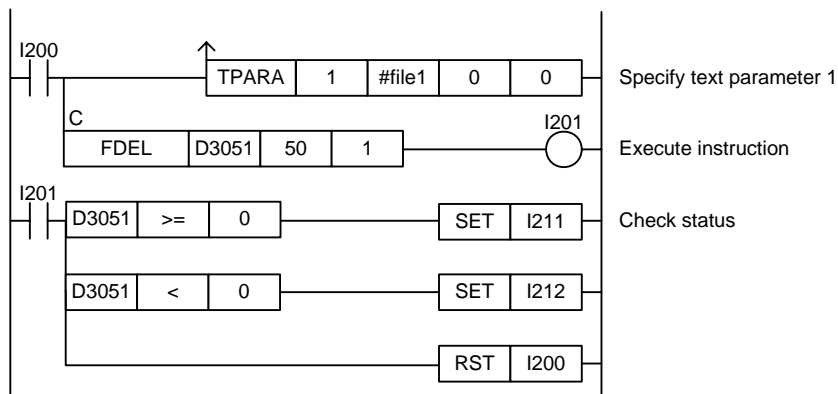 I200
TPARA 1 #file1 0 0 Specify text parameter 1
C I201
FDEL D3051 50 1 Execute instruction
I201
D3051 >= 0 SET I211 Check status
D3051 < 0 SET I212
RST I200